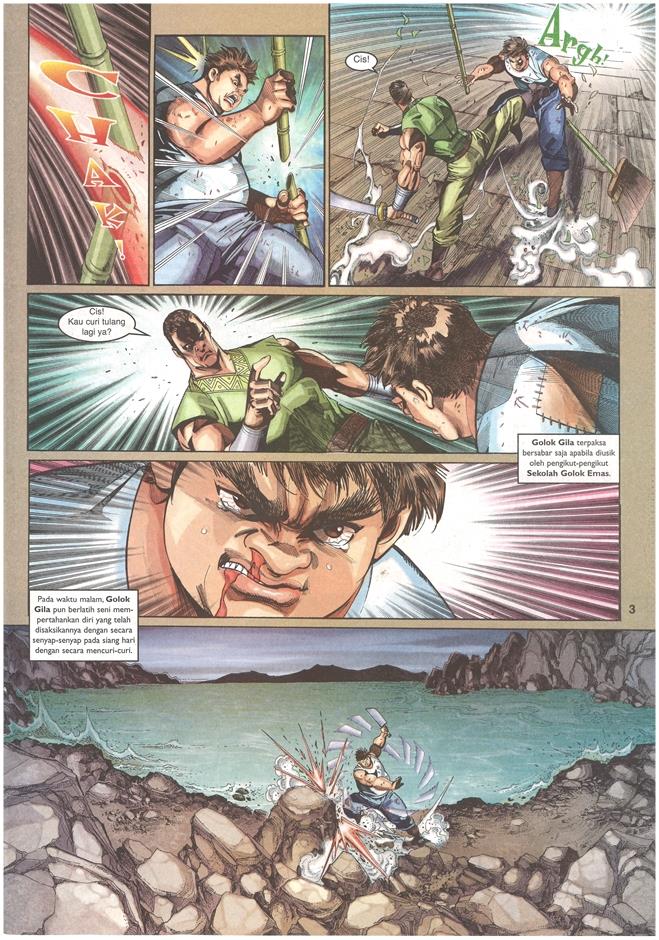 CHAK!
Cis!
Argh!
Cis!
Kau curi tulang
lagi ya?
Golok Gila terpaksa
bersabar saja apabila diusik
oleh pengikut-pengikut
Sekolah Golok Emas.
Pada waktu malam, Golok
Gila pun berlatih seni mem-
pertahankan diri yang telah
disaksikannya dengan secara
senyap-senyap pada siang hari
dengan secara mencuri-curi.
3